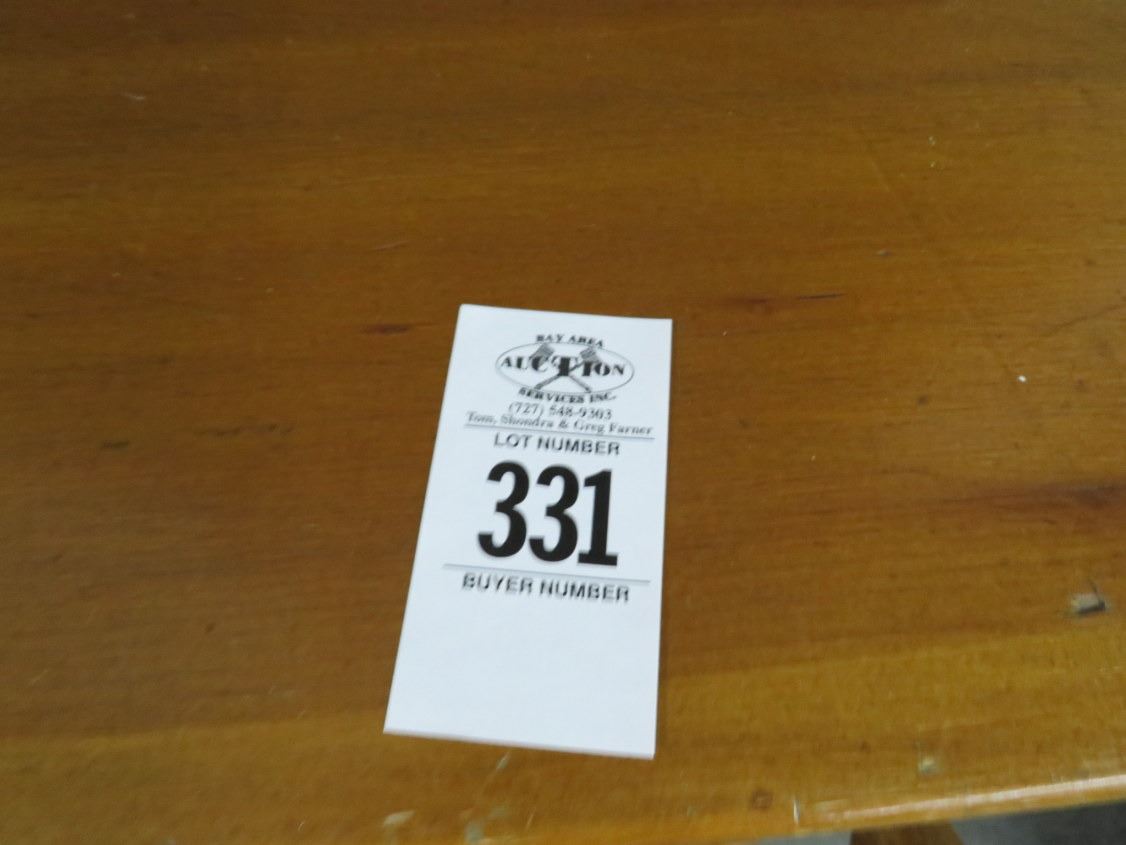 BAY AREA
AUCTION
SERVICES INC.
(727) 548-9303
Tom, Shondra & Greg Farner
LOT NUMBER
331
BUYER NUMBER